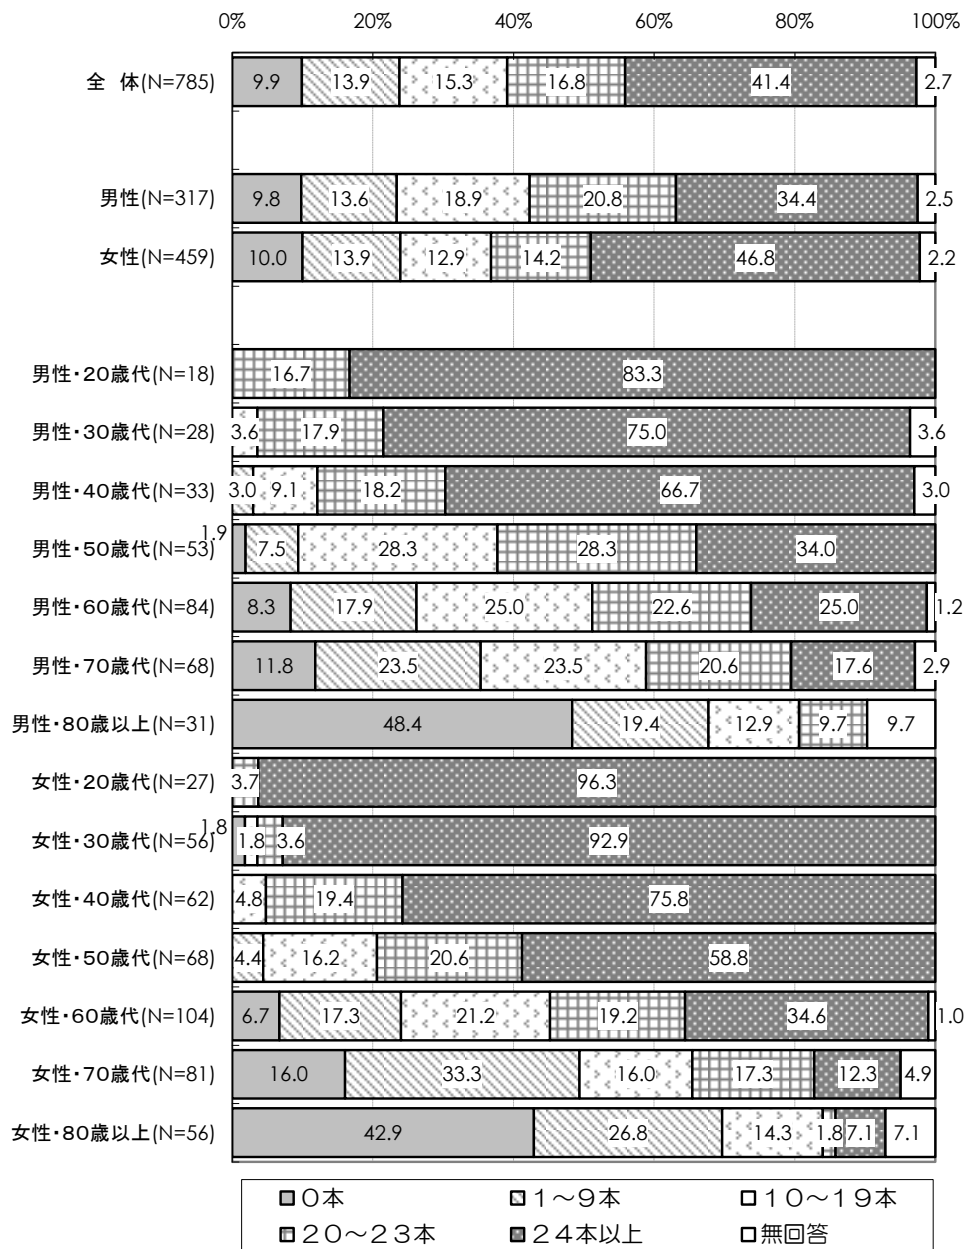 0% 20% 40% 60% 80% 100%
全 体(N=785) 9.9 13.9 15.3 16.8 41.4 2.7
男性(N=317) 9.8 13.6 18.9 20.8 34.4 2.5
女性(N=459) 10.0 13.9 12.9 14.2 46.8 2.2
男性・20歳代(N=18) 16.7 83.3
男性・30歳代(N=28) 3.6 17.9 75.0 3.6
男性・40歳代(N=33) 3.0 9.1 18.2 66.7 3.0
男性・50歳代(N=53) 1.9 7.5 28.3 28.3 34.0
男性・60歳代(N=84) 8.3 17.9 25.0 22.6 25.0 1.2
男性・70歳代(N=68) 11.8 23.5 23.5 20.6 17.6 2.9
男性・80歳以上(N=31) 48.4 19.4 12.9 9.7 9.7
女性・20歳代(N=27) 3.7 96.3
女性・30歳代(N=56) 1.8 1.8 3.6 92.9
女性・40歳代(N=62) 4.8 19.4 75.8
女性・50歳代(N=68) 4.4 16.2 20.6 58.8
女性・60歳代(N=104) 6.7 17.3 21.2 19.2 34.6 1.0
女性・70歳代(N=81) 16.0 33.3 16.0 17.3 12.3 4.9
女性・80歳以上(N=56) 42.9 26.8 14.3 1.8 7.1 7.1
０本 １～９本 １０～１９本
２０～２３本 ２４本以上 無回答